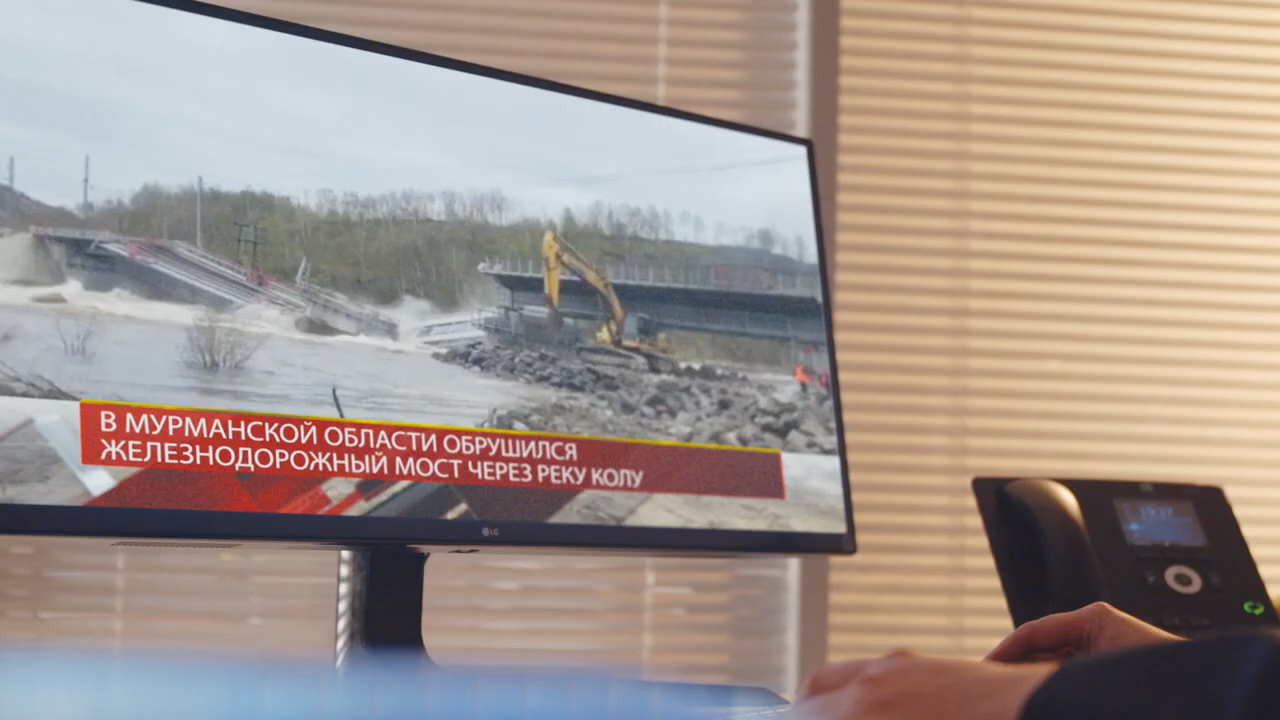 В МУРМАНСКОЙ ОБЛАСТИ ОБРУШИЛСЯ
ЖЕЛЕЗНОДОРОЖНЫЙ МОСТ ЧЕРЕЗ РЕКУ КОЛУ
LG